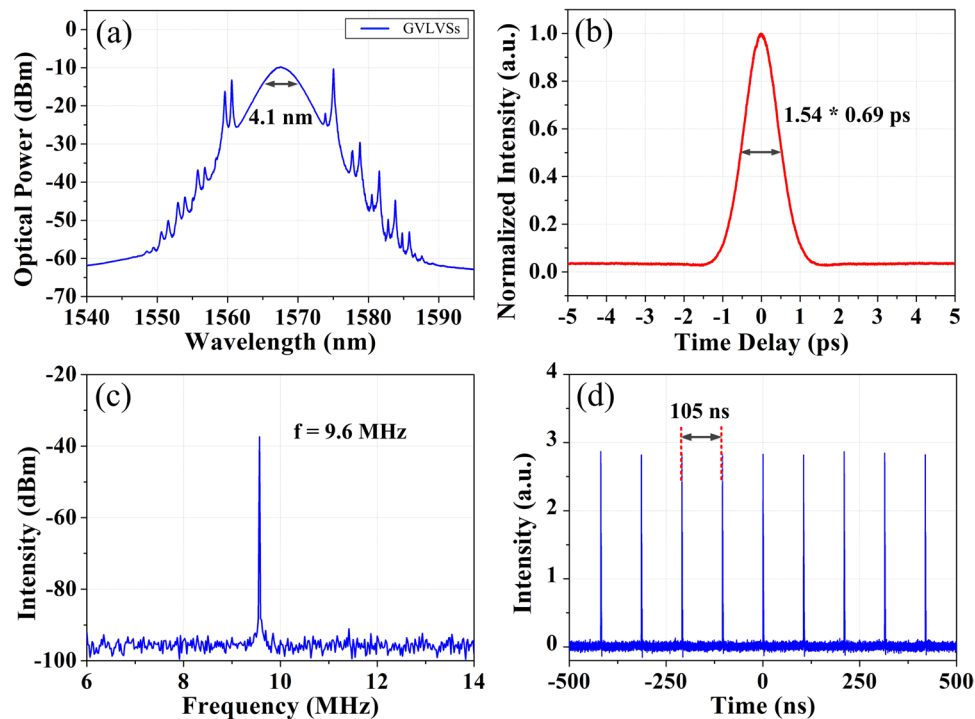 (a)
GVLVSs
4.1 nm
0
-10
-20
-30
-40
-50
-60
-70
Optical Power (dBm)
1540 1550 1560 1570 1580 1590
Wavelength (nm)
(b)
1.54 * 0.69 ps
1.0
0.8
0.6
0.4
0.2
0.0
Normalized Intensity (a.u.)
-5 -4 -3 -2 -1 0 1 2 3 4 5
Time Delay (ps)
(c)
f = 9.6 MHz
-20
-40
-60
-80
-100
Intensity (dBm)
6 8 10 12 14
Frequency (MHz)
(d)
105 ns
4
3
2
1
0
Intensity (a.u.)
-500 -250 0 250 500
Time (ns)